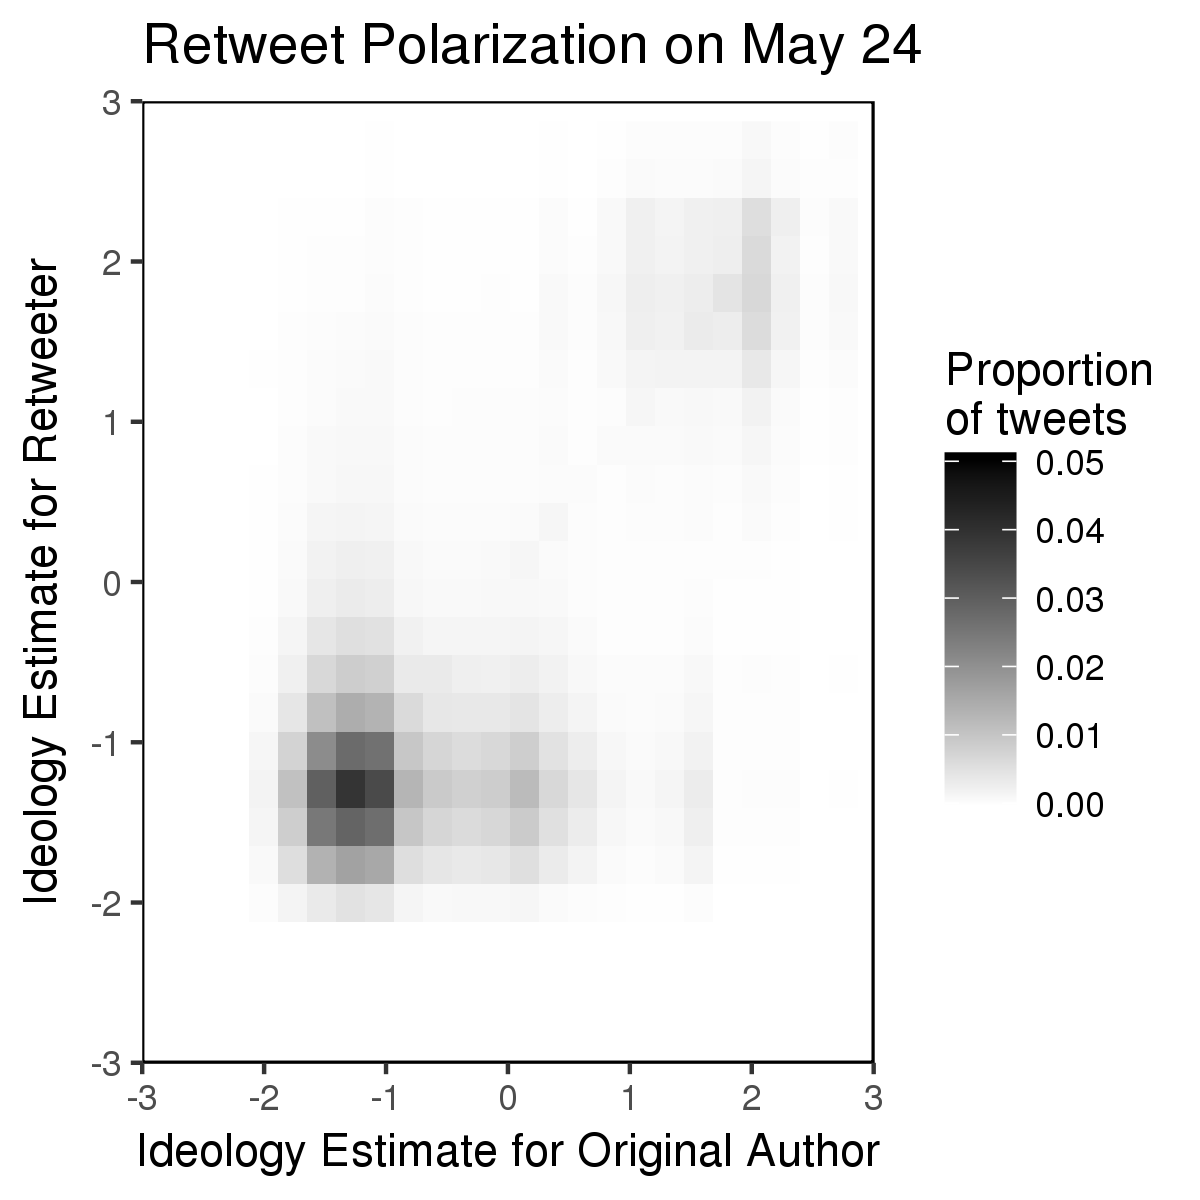 Retweet Polarization on May 24
3
2
1
0
-1
-2
-3
-3 -2 -1 0 1 2 3
Ideology Estimate for Retweeter
Ideology Estimate for Original Author
Proportion
of tweets
0.05
0.04
0.03
0.02
0.01
0.00